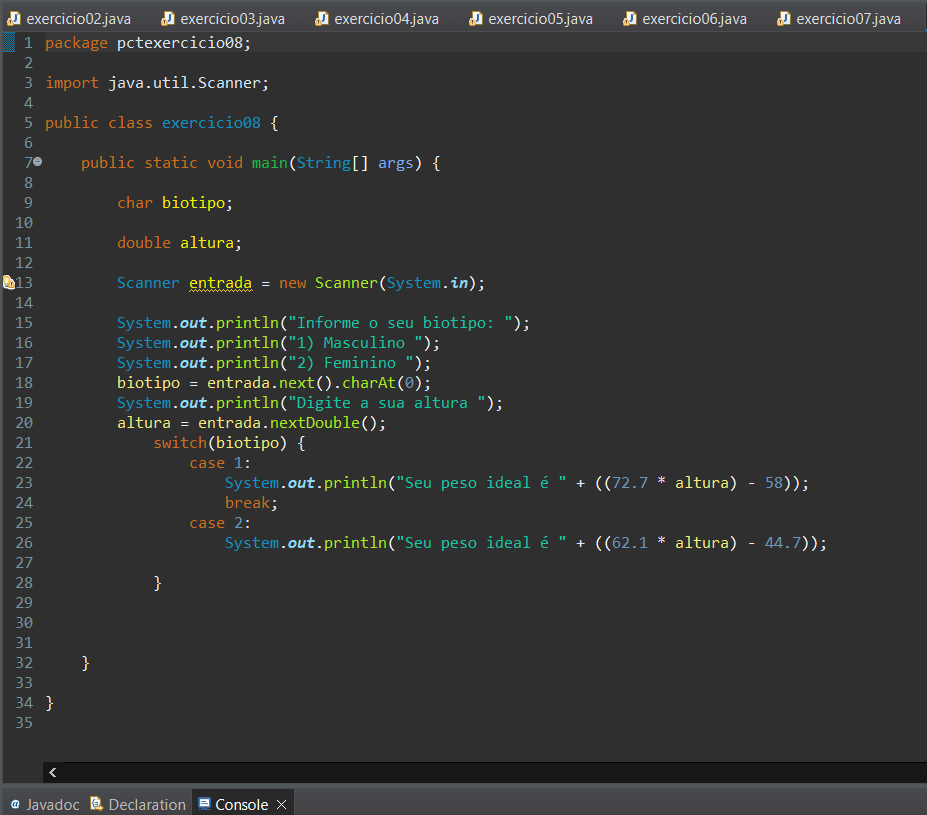 exercicio02.java exercicio03.java exercicio04.java exercicio05.java exercicio06.java exercicio07.java
1 package pctexercicio08;
2
3 import java.util.Scanner;
4
5 public class exercicio08 {
6
7 public static void main(String[] args) {
8
9 char biotipo;
10
11 double altura;
12
13 Scanner entrada = new Scanner(System.in);
14
15 System.out.println("Informe o seu biotipo: ");
16 System.out.println("1) Masculino ");
17 System.out.println("2) Feminino ");
18 biotipo = entrada.next().charAt(0);
19 System.out.println("Digite a sua altura ");
20 altura = entrada.nextDouble();
21 switch(biotipo) {
22 case 1:
23 System.out.println("Seu peso ideal é " + ((72.7 * altura) - 58));
24 break;
25 case 2:
26 System.out.println("Seu peso ideal é " + ((62.1 * altura) - 44.7));
27
28 }
29
30
31
32 }
33
34 }
35
@ Javadoc Declaration Console